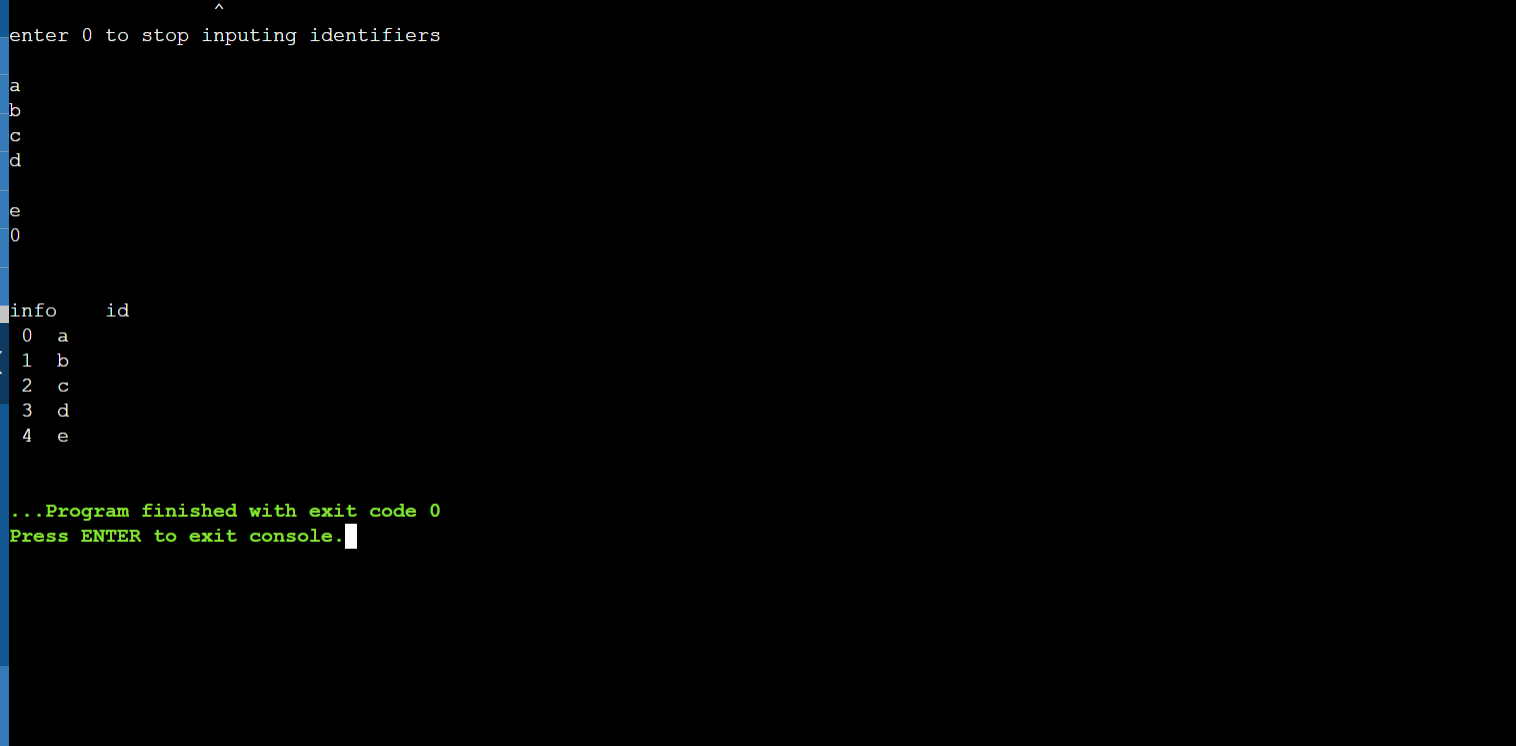 ^
enter 0 to stop inputing identifiers
a
b
c
d
e
0
info    id
0  a
1  b
2  c
3  d
4  e
...Program finished with exit code 0
Press ENTER to exit console.